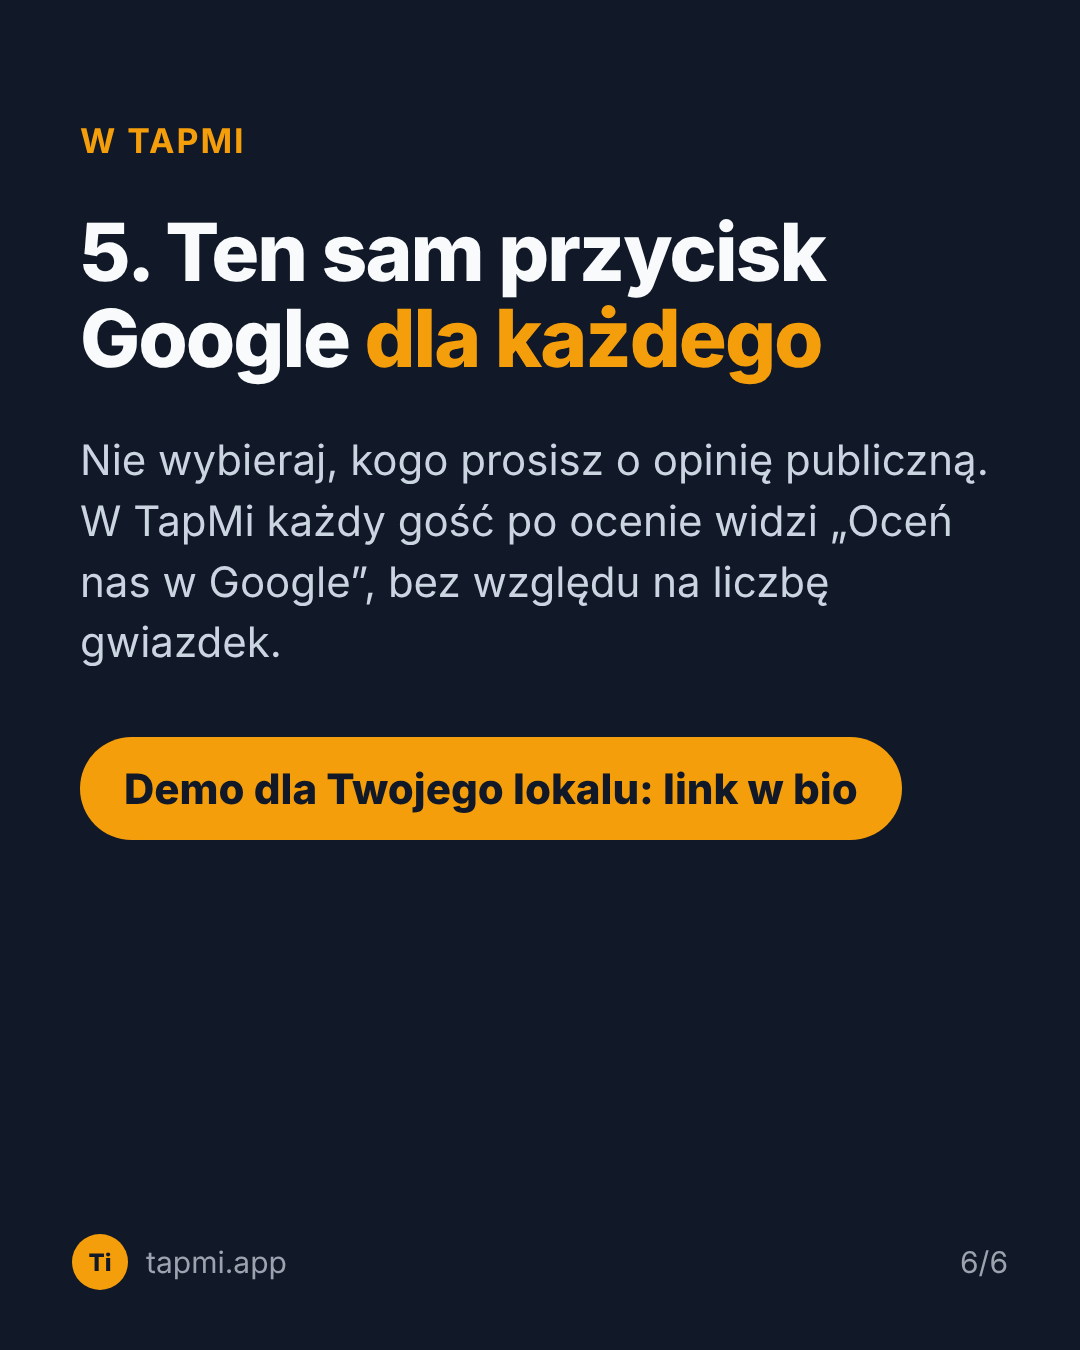 W TAPMI
5. Ten sam przycisk
Google dla każdego
Nie wybieraj, kogo prosisz o opinię publiczną.
W TapMi każdy gość po ocenie widzi „Oceń
nas w Google”, bez względu na liczbę
gwiazdek.
Demo dla Twojego lokalu: link w bio
Ti tapmi.app
6/6